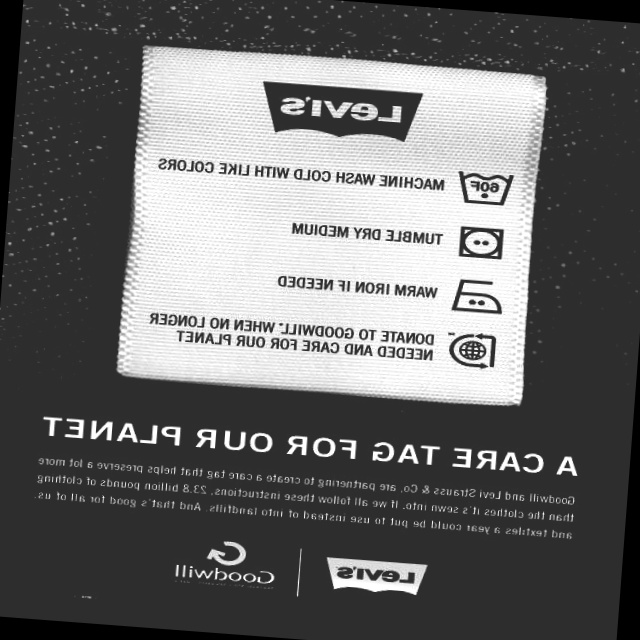 LEVI'S
60F
MACHINE WASH COLD WITH LIKE COLORS
TUMBLE DRY MEDIUM
WARM IRON IF NEEDED
DONATE TO GOODWILL, WHEN NO LONGER
NEEDED AND CARE FOR OUR PLANET
A CARE TAG FOR OUR PLANET
Goodwill and Levi Strauss & Co, are partnering to create a care tag that helps preserve a lot more
than the clothes it's sewn into. If we all follow these instructions, 23.8 billion pounds of clothing
and textiles a year could be put to use instead of into landfills. And that's good for all of us.
LEVI'S
Goodwill